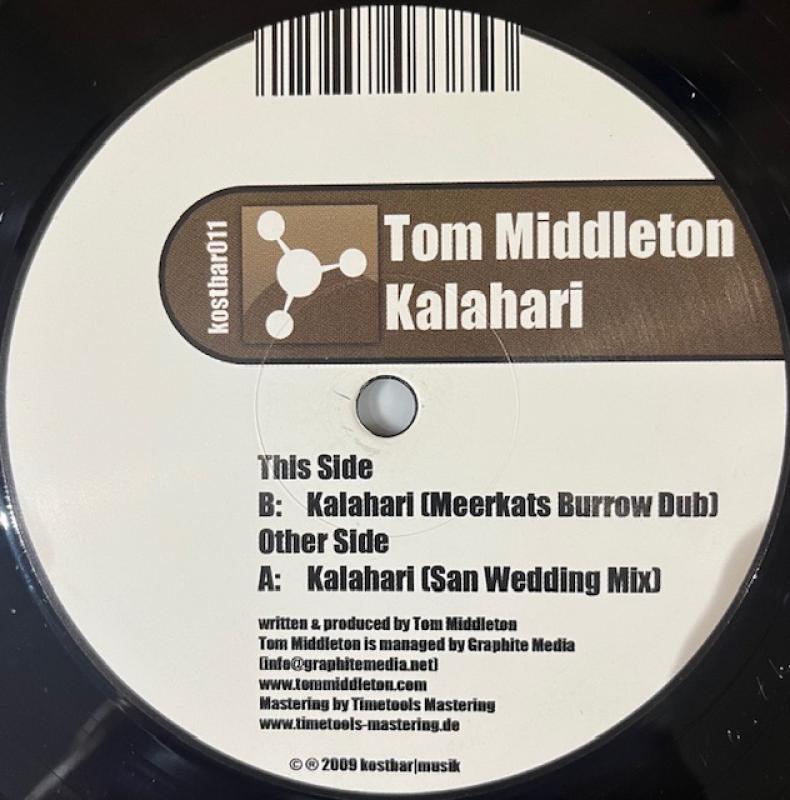 kostbar011
Tom Middleton
Kalahari
This Side
B: Kalahari (Meerkats Burrow Dub)
Other Side
A: Kalahari (San Wedding Mix)
written & produced by Tom Middleton
Tom Middleton is managed by Graphite Media
(info@graphitemedia.net)
www.tommiddleton.com
Mastering by Timetools Mastering
www.timetools-mastering.de
© ® 2009 kostbar|musik